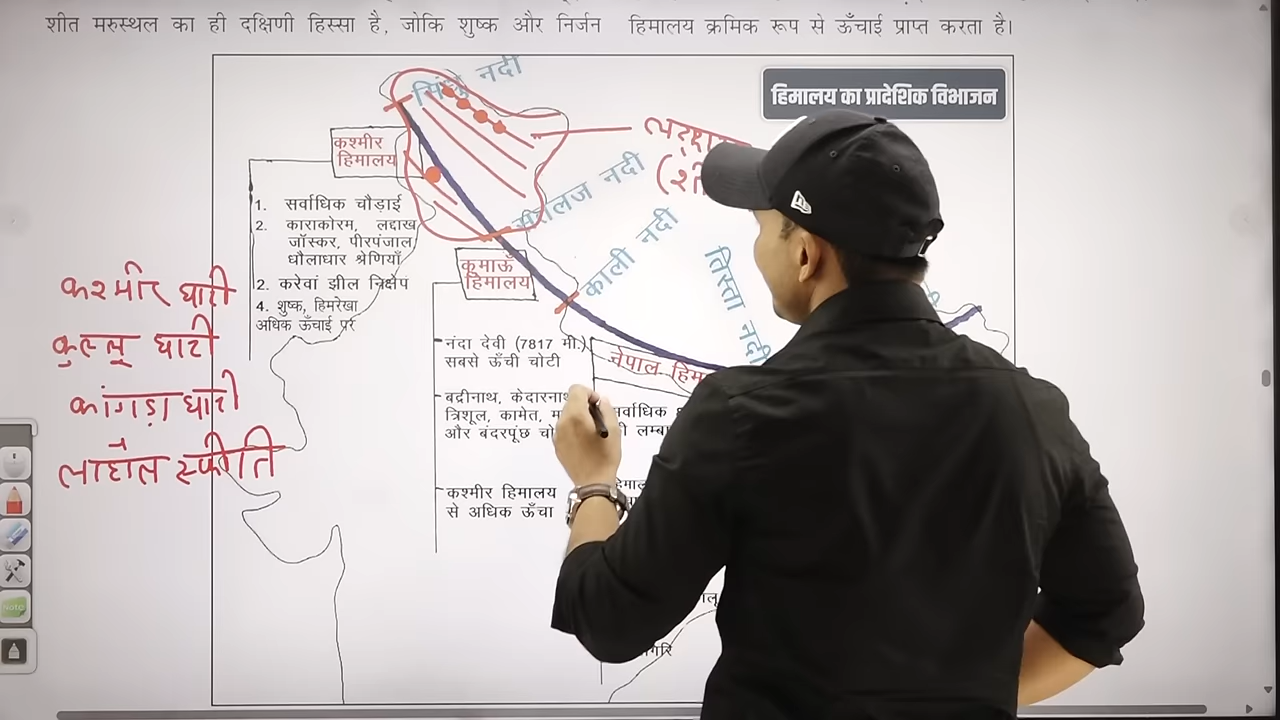 शीत मरुस्थल का ही दक्षिणी हिस्सा है, जोकि शुष्क और निर्जन
हिमालय क्रमिक रूप से ऊँचाई प्राप्त करता है।
हिमालय का प्रादेशिक विभाजन
सिंधु नदी
कश्मीर
हिमालय
1. सर्वाधिक चौड़ाई
2. काराकोरम, लद्दाख
जॉस्कर, पीरपंजाल
धौलाधार श्रेणियाँ
2. करेवां झील निक्षेप
4. शुष्क, हिमरेखा
अधिक ऊँचाई पर
सतलज नदी
काली नदी
तिस्ता नदी
कुमाऊँ
हिमालय
नंदा देवी (7817 मी.)
सबसे ऊँची चोटी
बद्रीनाथ,
त्रिशूल, कामेत,
और बंदरपूंछ
कश्मीर हिमालय
से अधिक ऊँचा
नेपाल
कश्मीर घाटी
कुल्लू घाटी
कांगड़ा घाटी
लाहौल स्फीति